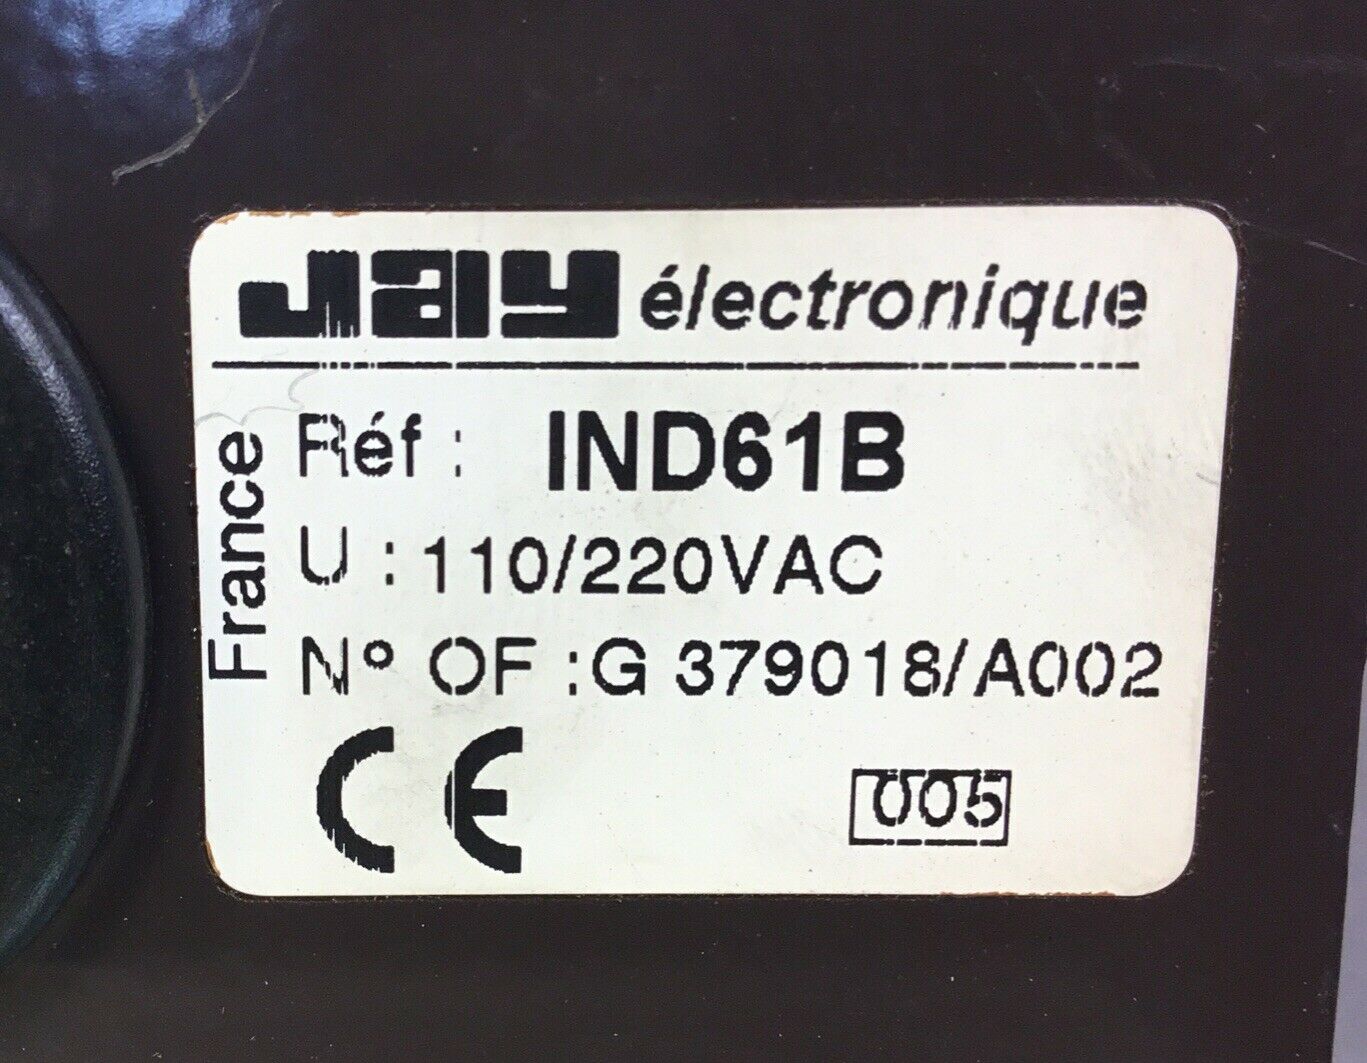 Jay électronique
France
Réf : IND61B
U : 110/220VAC
N° OF : G 379018/A002
CE
005